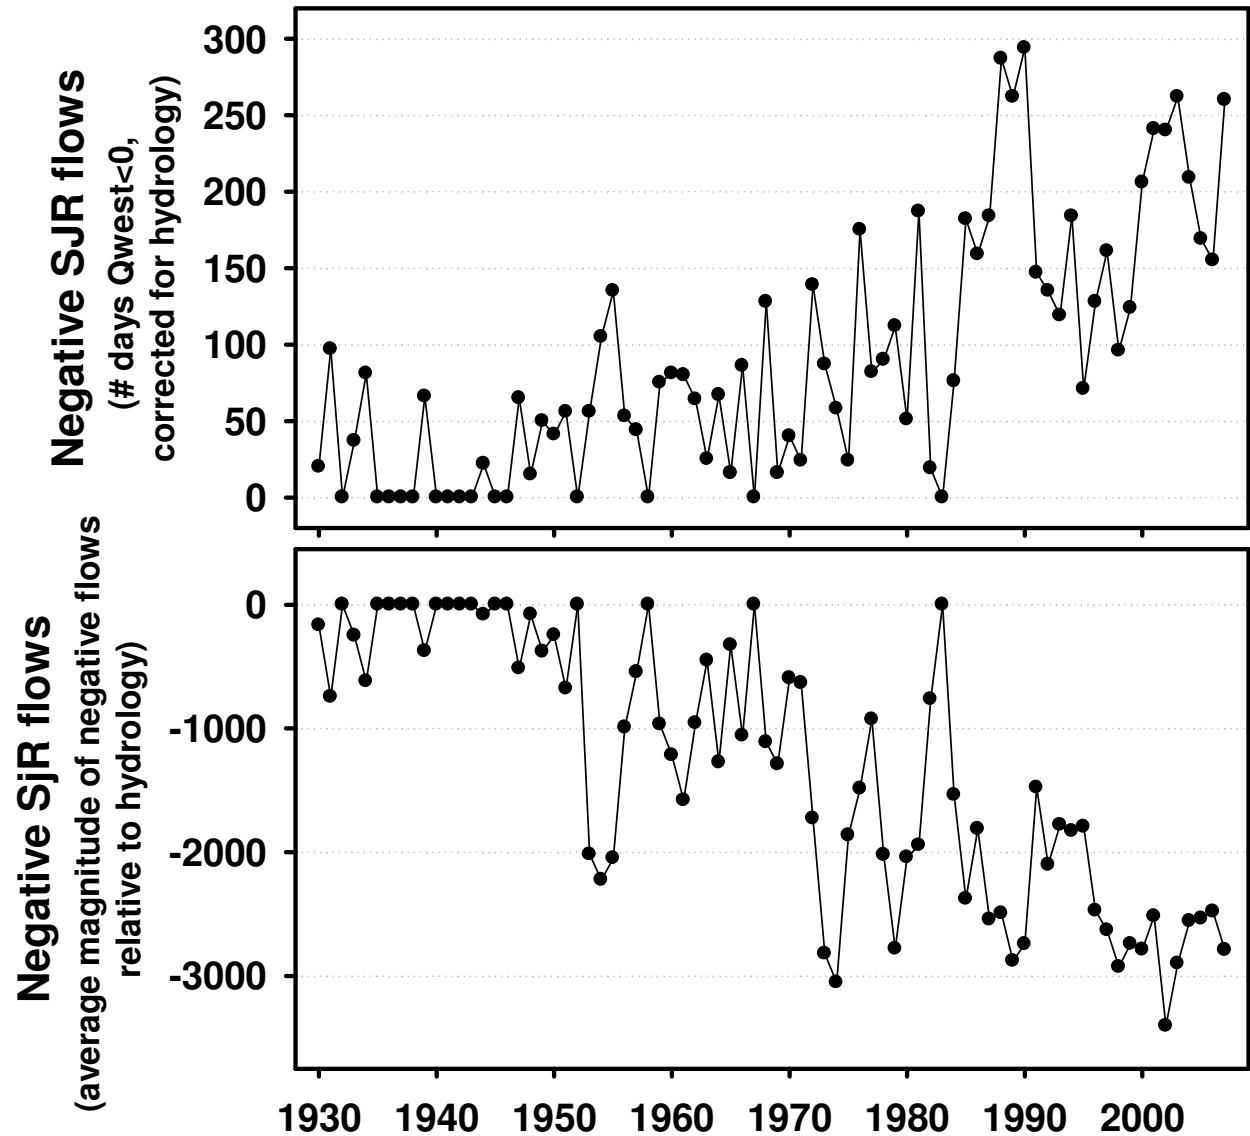 Negative SJR flows
(# days Qwest<0,
corrected for hydrology)
300
250
200
150
100
50
0
Negative SjR flows
(average magnitude of negative flows
relative to hydrology)
0
-1000
-2000
-3000
1930 1940 1950 1960 1970 1980 1990 2000